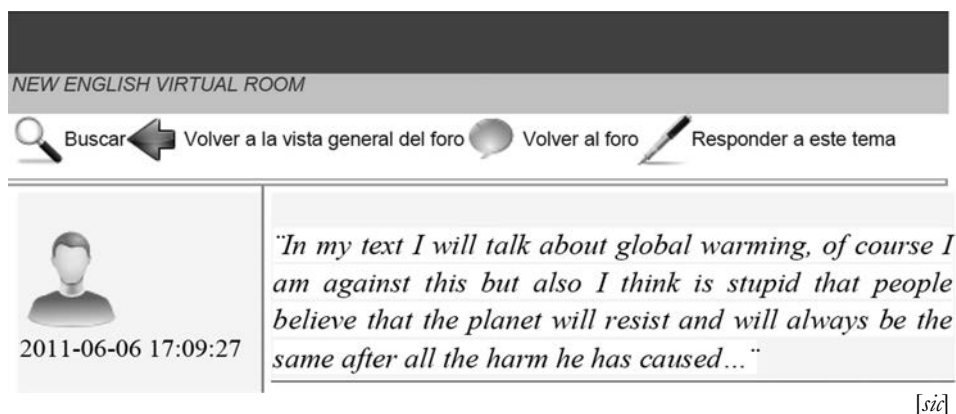 NEW ENGLISH VIRTUAL ROOM
Buscar Volver a la vista general del foro Volver al foro Responder a este tema
¨In my text I will talk about global warming, of course I
am against this but also I think is stupid that people
believe that the planet will resist and will always be the
same after all the harm he has caused…¨
2011-06-06 17:09:27
[sic]